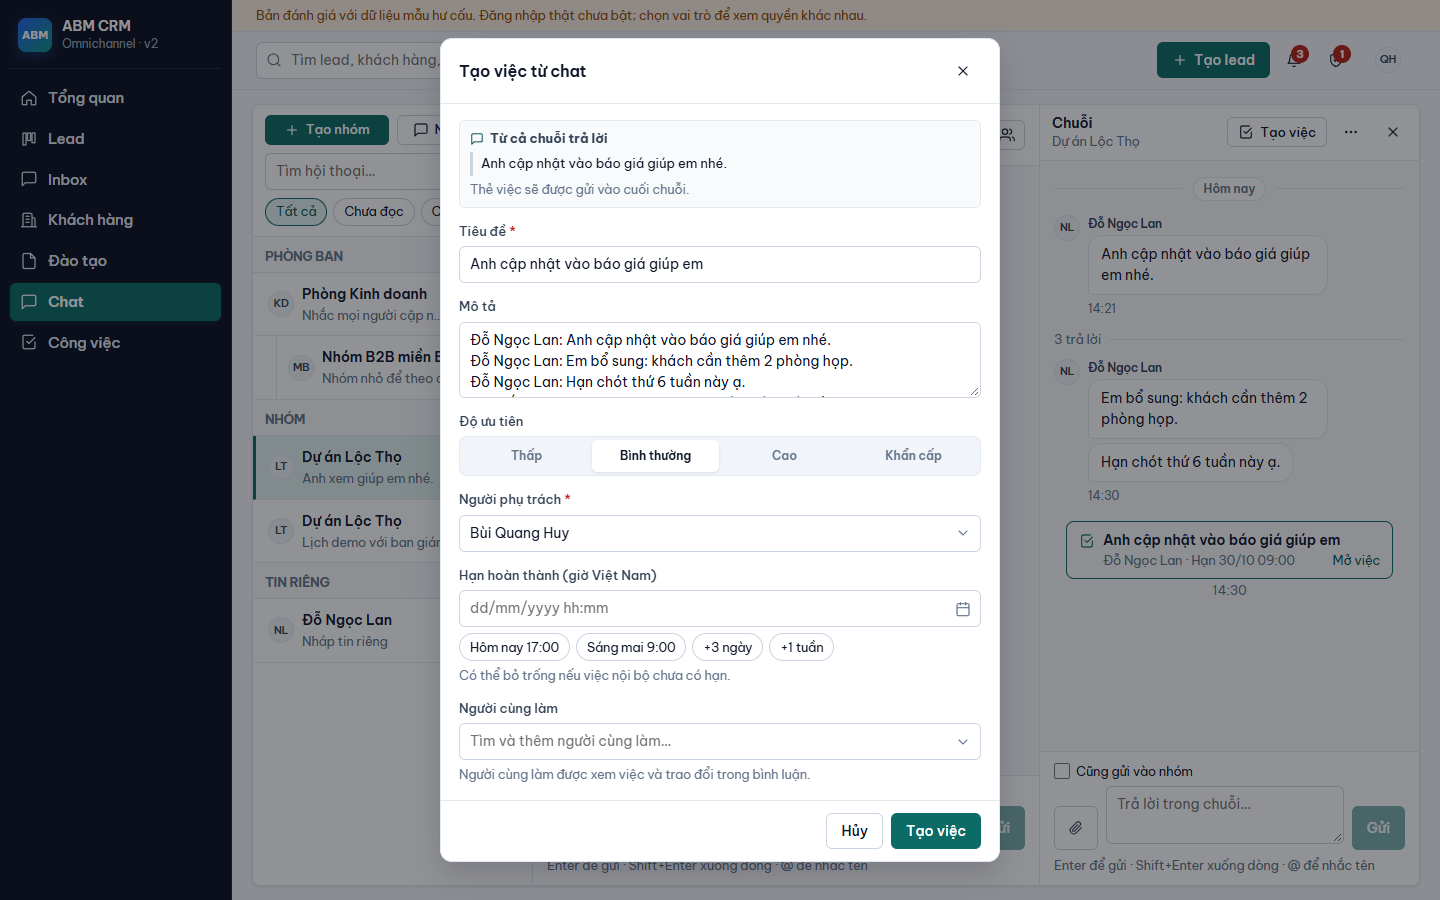 ABM
ABM CRM
Omnichannel · v2
Tổng quan
Lead
Inbox
Khách hàng
Đào tạo
Chat
Công việc
Bản đánh giá với dữ liệu mẫu hư cấu. Đăng nhập thật chưa bật; chọn vai trò để xem quyền khác nhau.
Tìm lead, khách hàng,
Tạo lead
3
1
QH
Tạo nhóm
Tìm hội thoại...
Tất cả
Chưa đọc
PHÒNG BAN
KD
Phòng Kinh doanh
Nhắc mọi người cập n...
MB
Nhóm B2B miền
Nhóm nhỏ để theo
NHÓM
LT
Dự án Lộc Thọ
Anh xem giúp em nhé.
LT
Dự án Lộc Thọ
Lịch demo với ban giám
TIN RIÊNG
NL
Đỗ Ngọc Lan
Nháp tin riêng
Tạo việc từ chat
Từ cả chuỗi trả lời
Anh cập nhật vào báo giá giúp em nhé.
Thẻ việc sẽ được gửi vào cuối chuỗi.
Tiêu đề *
Anh cập nhật vào báo giá giúp em
Mô tả
Đỗ Ngọc Lan: Anh cập nhật vào báo giá giúp em nhé.
Đỗ Ngọc Lan: Em bổ sung: khách cần thêm 2 phòng họp.
Đỗ Ngọc Lan: Hạn chót thứ 6 tuần này ạ.
Độ ưu tiên
Thấp
Bình thường
Cao
Khẩn cấp
Người phụ trách *
Bùi Quang Huy
Hạn hoàn thành (giờ Việt Nam)
dd/mm/yyyy hh:mm
Hôm nay 17:00
Sáng mai 9:00
+3 ngày
+1 tuần
Có thể bỏ trống nếu việc nội bộ chưa có hạn.
Người cùng làm
Tìm và thêm người cùng làm...
Người cùng làm được xem việc và trao đổi trong bình luận.
Hủy
Tạo việc
Enter để gửi · Shift+Enter xuống dòng · @ để nhắc tên
Chuỗi
Dự án Lộc Thọ
Tạo việc
Hôm nay
NL
Đỗ Ngọc Lan
Anh cập nhật vào báo giá giúp
em nhé.
14:21
3 trả lời
NL
Đỗ Ngọc Lan
Em bổ sung: khách cần thêm 2
phòng họp.
Hạn chót thứ 6 tuần này ạ.
14:30
Anh cập nhật vào báo giá giúp em
Đỗ Ngọc Lan · Hạn 30/10 09:00
Mở việc
14:30
Cũng gửi vào nhóm
Trả lời trong chuỗi...
Gửi
Enter để gửi · Shift+Enter xuống dòng · @ để nhắc tên